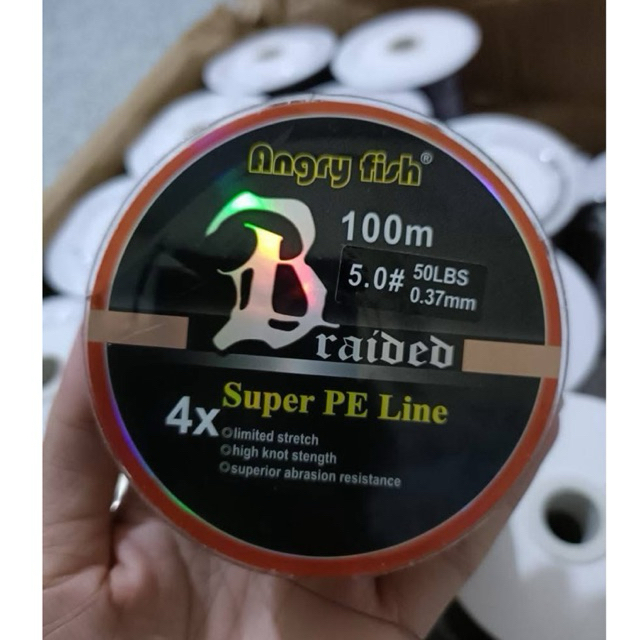 Angry fish®
100m
5.0# 50LBS
0.37mm
Braided
Super PE Line
4x
limited stretch
high knot stength
superior abrasion resistance